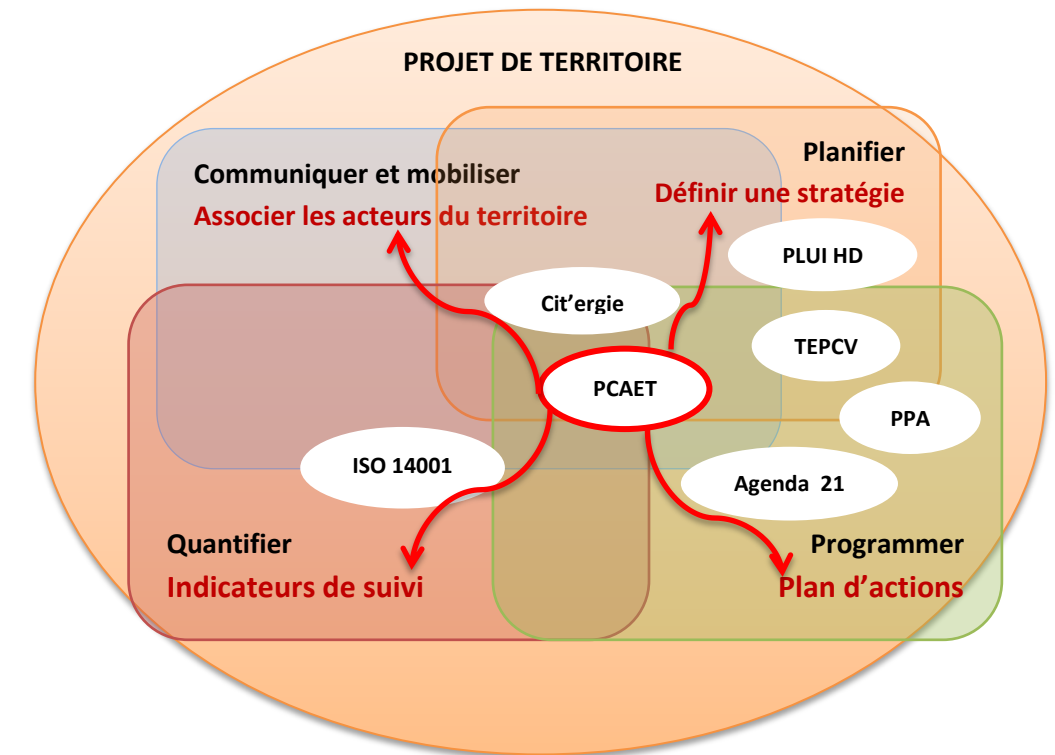 PROJET DE TERRITOIRE
Communiquer et mobiliser
Associer les acteurs du territoire
Planifier
Définir une stratégie
PLUI HD
Cit’ergie
TEPCV
PCAET
PPA
ISO 14001
Agenda 21
Quantifier
Indicateurs de suivi
Programmer
Plan d’actions